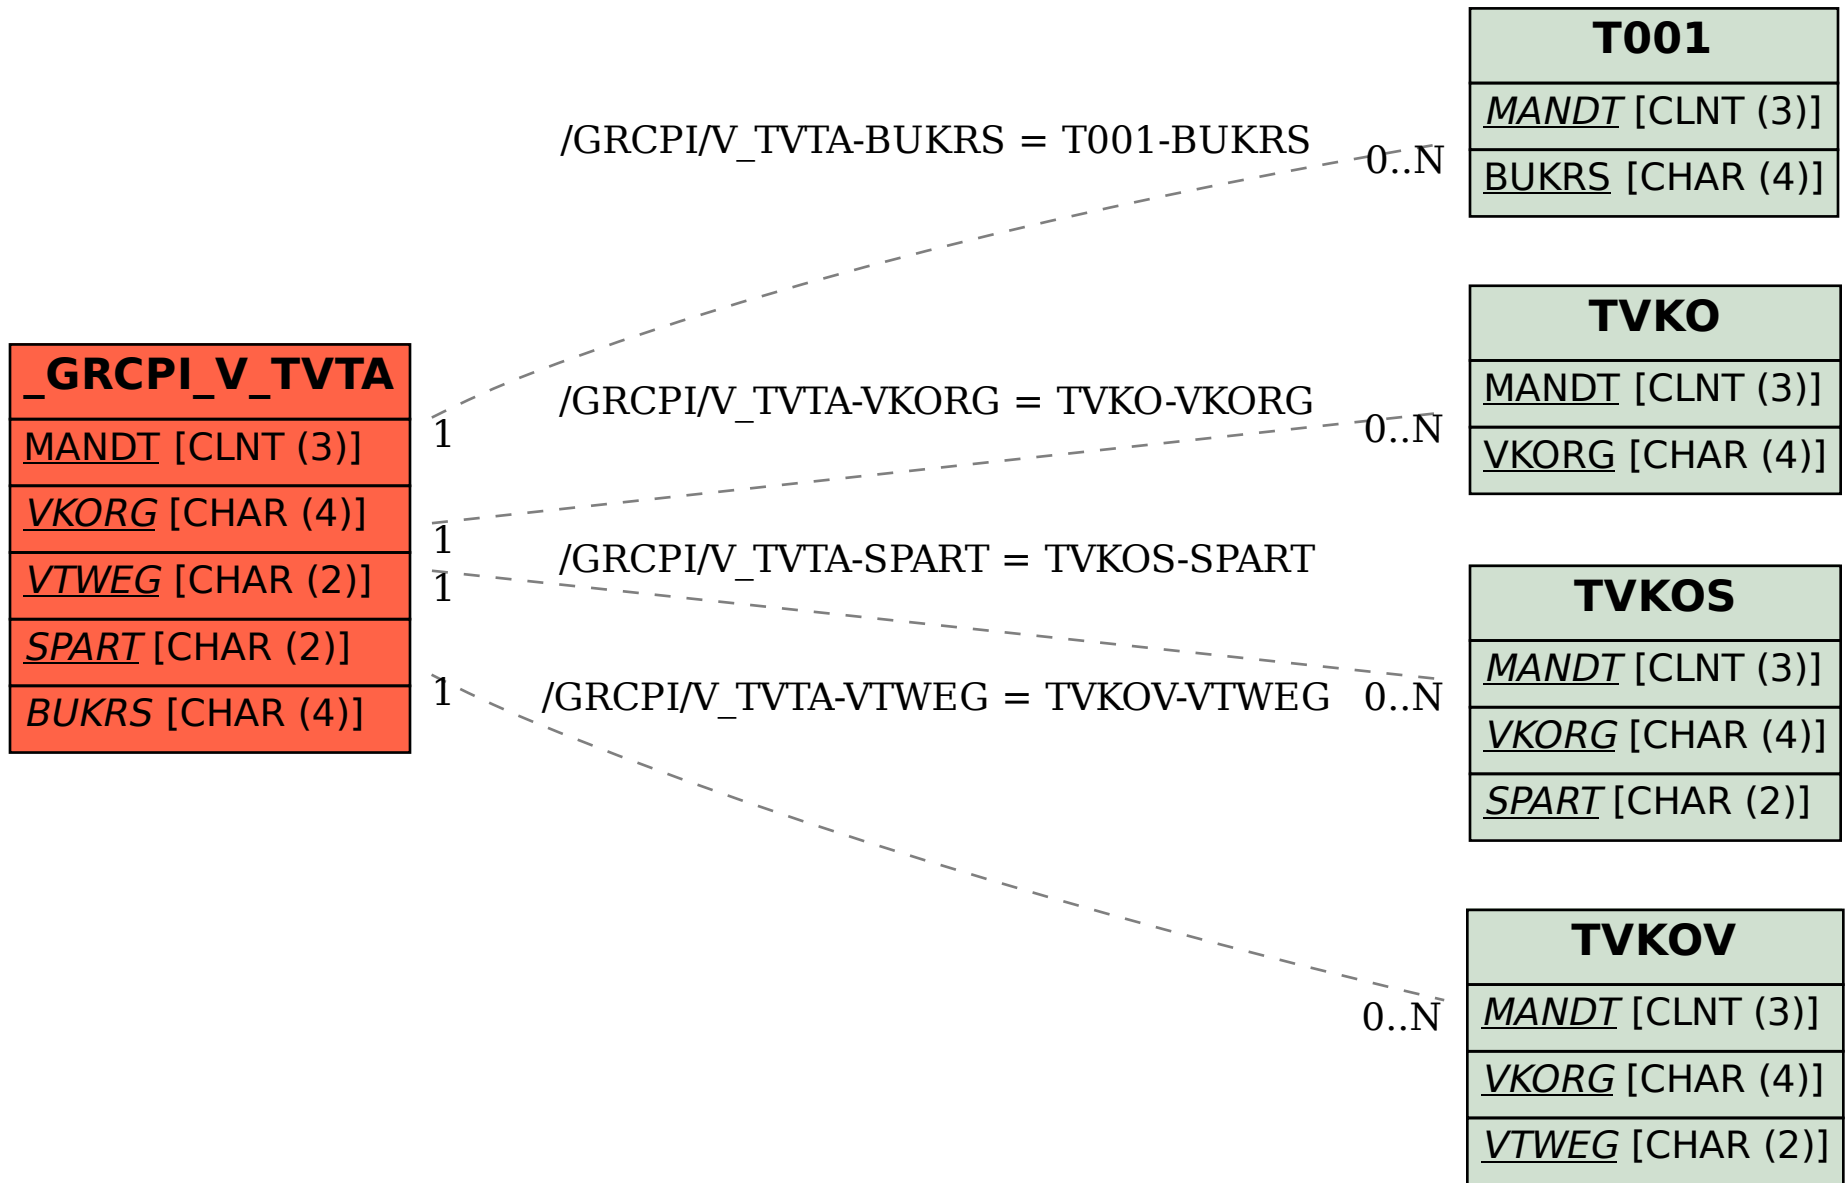 _GRCPI_V_TVTA
MANDT [CLNT (3)]
VKORG [CHAR (4)]
VTWEG [CHAR (2)]
SPART [CHAR (2)]
BUKRS [CHAR (4)]
/GRCPI/V_TVTA-BUKRS = T001-BUKRS
0..N
1
/GRCPI/V_TVTA-VKORG = TVKO-VKORG
0..N
1
/GRCPI/V_TVTA-SPART = TVKOS-SPART
1
0..N
/GRCPI/V_TVTA-VTWEG = TVKOV-VTWEG
1
0..N
T001
MANDT [CLNT (3)]
BUKRS [CHAR (4)]
TVKO
MANDT [CLNT (3)]
VKORG [CHAR (4)]
TVKOS
MANDT [CLNT (3)]
VKORG [CHAR (4)]
SPART [CHAR (2)]
TVKOV
MANDT [CLNT (3)]
VKORG [CHAR (4)]
VTWEG [CHAR (2)]